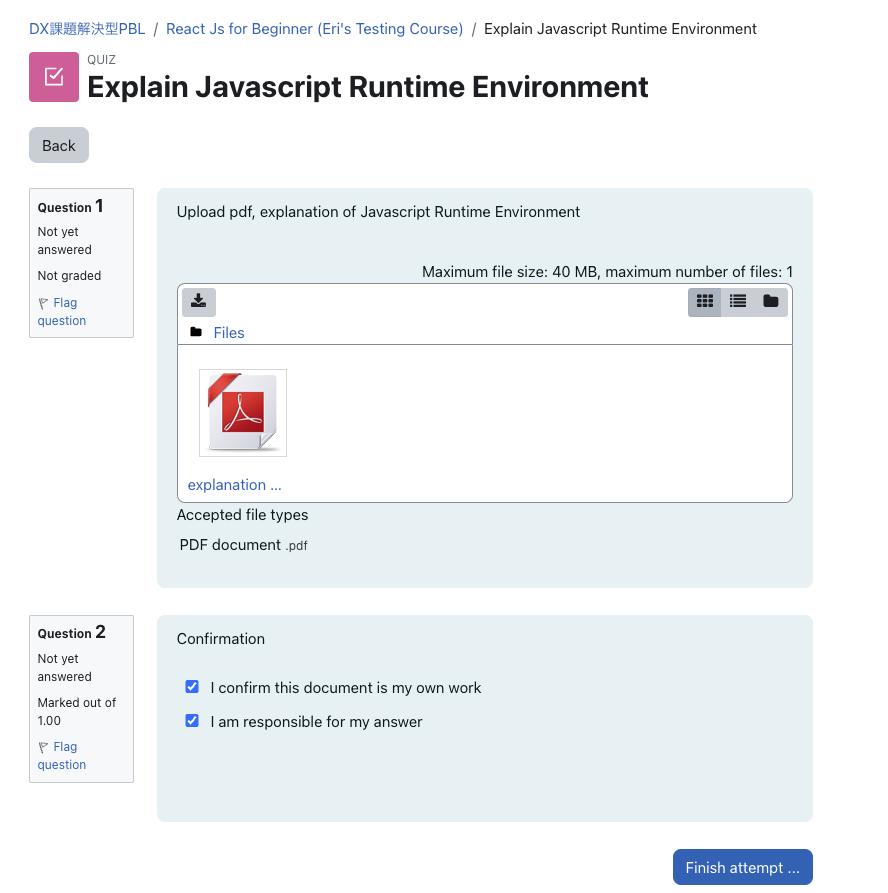 DX課題解決型PBL / React Js for Beginner (Eri's Testing Course) / Explain Javascript Runtime Environment
QUIZ
Explain Javascript Runtime Environment
Back
Question 1
Not yet
answered
Not graded
Flag
question
Upload pdf, explanation of Javascript Runtime Environment
Maximum file size: 40 MB, maximum number of files: 1
Files
explanation ...
Accepted file types
PDF document .pdf
Question 2
Not yet
answered
Marked out of
1.00
Flag
question
Confirmation
I confirm this document is my own work
I am responsible for my answer
Finish attempt ...